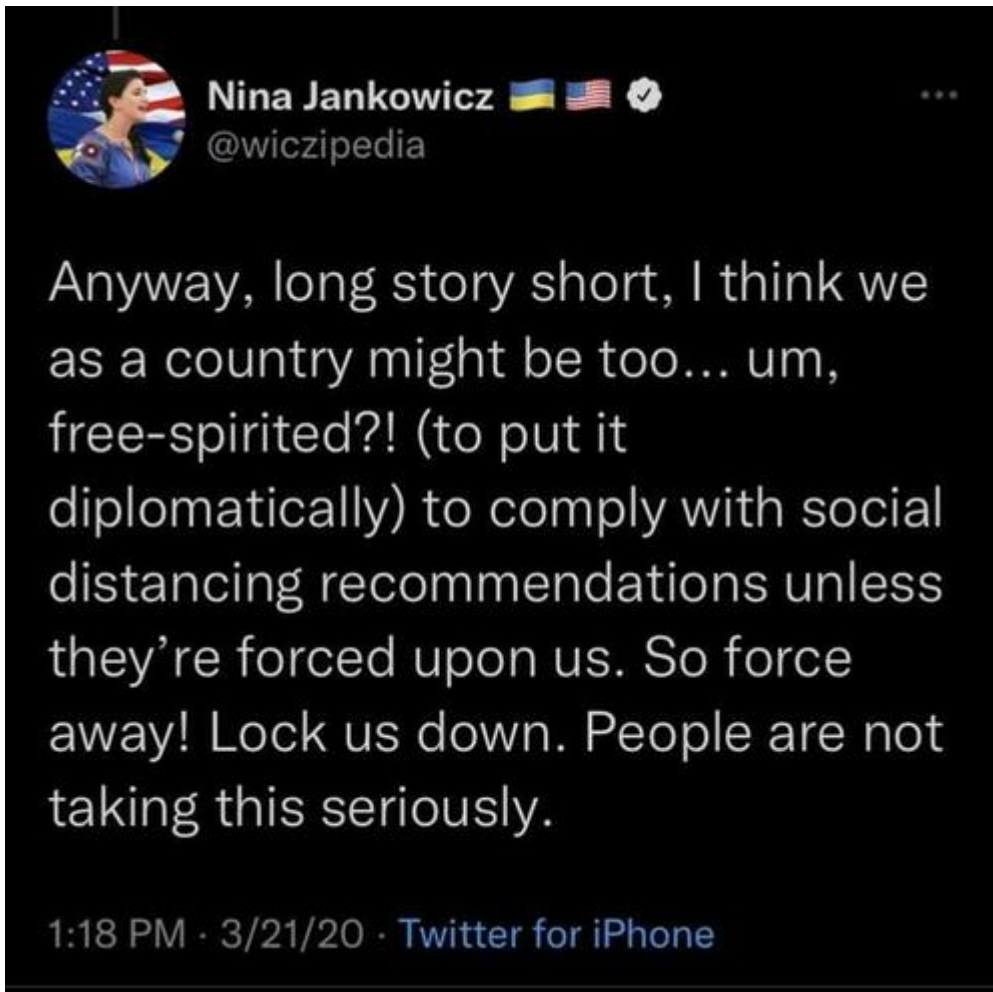 Nina Jankowicz 🇺🇦 🇺🇸
@wiczipedia
Anyway, long story short, I think we
as a country might be too... um,
free-spirited?! (to put it
diplomatically) to comply with social
distancing recommendations unless
they’re forced upon us. So force
away! Lock us down. People are not
taking this seriously.
1:18 PM · 3/21/20 · Twitter for iPhone